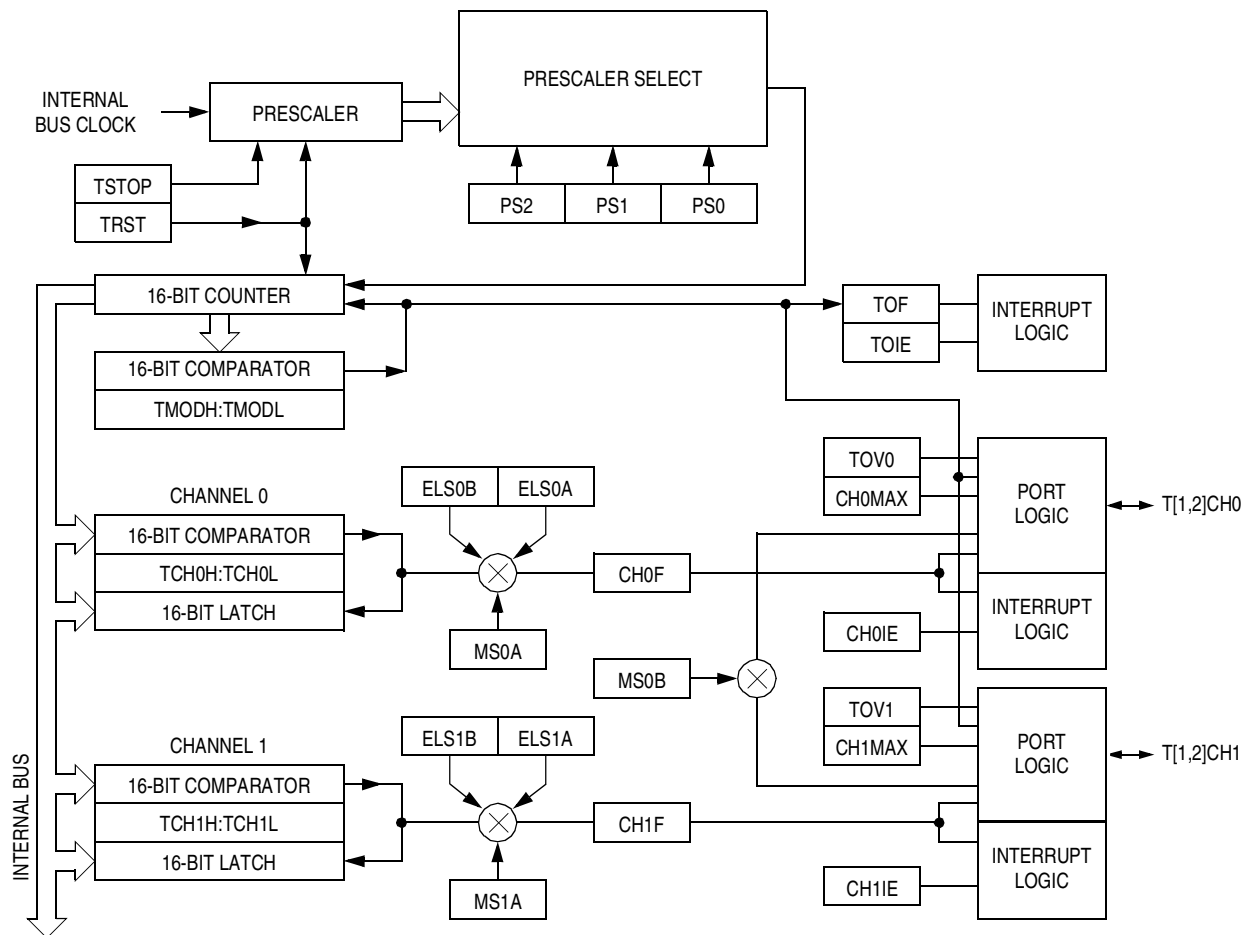 PRESCALER SELECT
INTERNAL
BUS CLOCK
PRESCALER
TSTOP
TRST
PS2
PS1
PS0
16-BIT COUNTER
16-BIT COMPARATOR
TMODH:TMODL
TOF
TOIE
INTERRUPT
LOGIC
CHANNEL 0
16-BIT COMPARATOR
TCH0H:TCH0L
16-BIT LATCH
ELS0B
ELS0A
MS0A
CH0F
TOV0
CH0MAX
PORT
LOGIC
T[1,2]CH0
INTERRUPT
LOGIC
CH0IE
MS0B
CHANNEL 1
16-BIT COMPARATOR
TCH1H:TCH1L
16-BIT LATCH
ELS1B
ELS1A
MS1A
CH1F
TOV1
CH1MAX
PORT
LOGIC
T[1,2]CH1
INTERRUPT
LOGIC
CH1IE
INTERNAL BUS